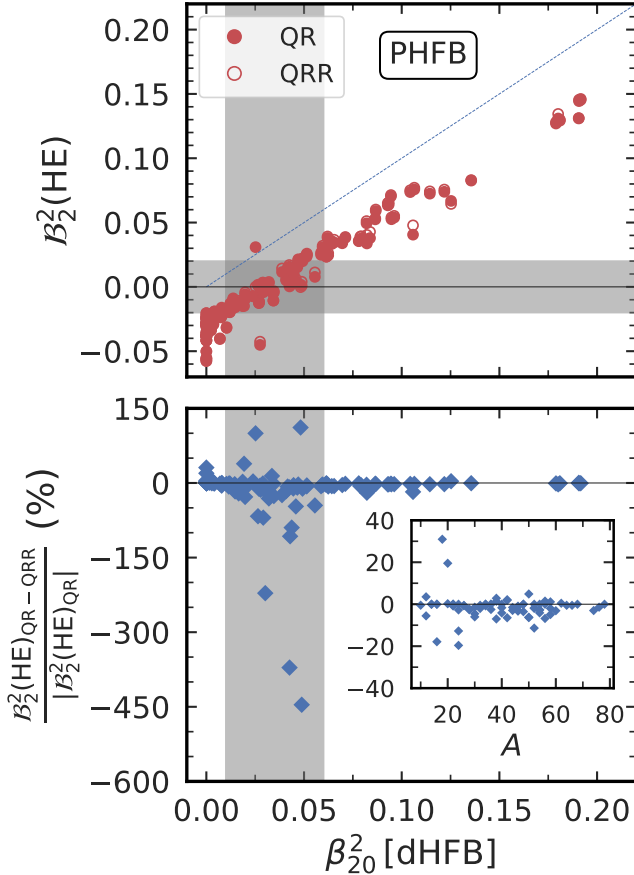 0.20
0.15
0.10
0.05
0.00
−0.05
ℬ₂²(HE)
QR
QRR
PHFB
150
0
−150
−300
−450
−600
ℬ₂²(HE)QR−QRR
|ℬ₂²(HE)QR|
(%)
40
20
0
−20
−40
20 40 60 80
A
0.00 0.05 0.10 0.15 0.20
β²₂₀ [dHFB]